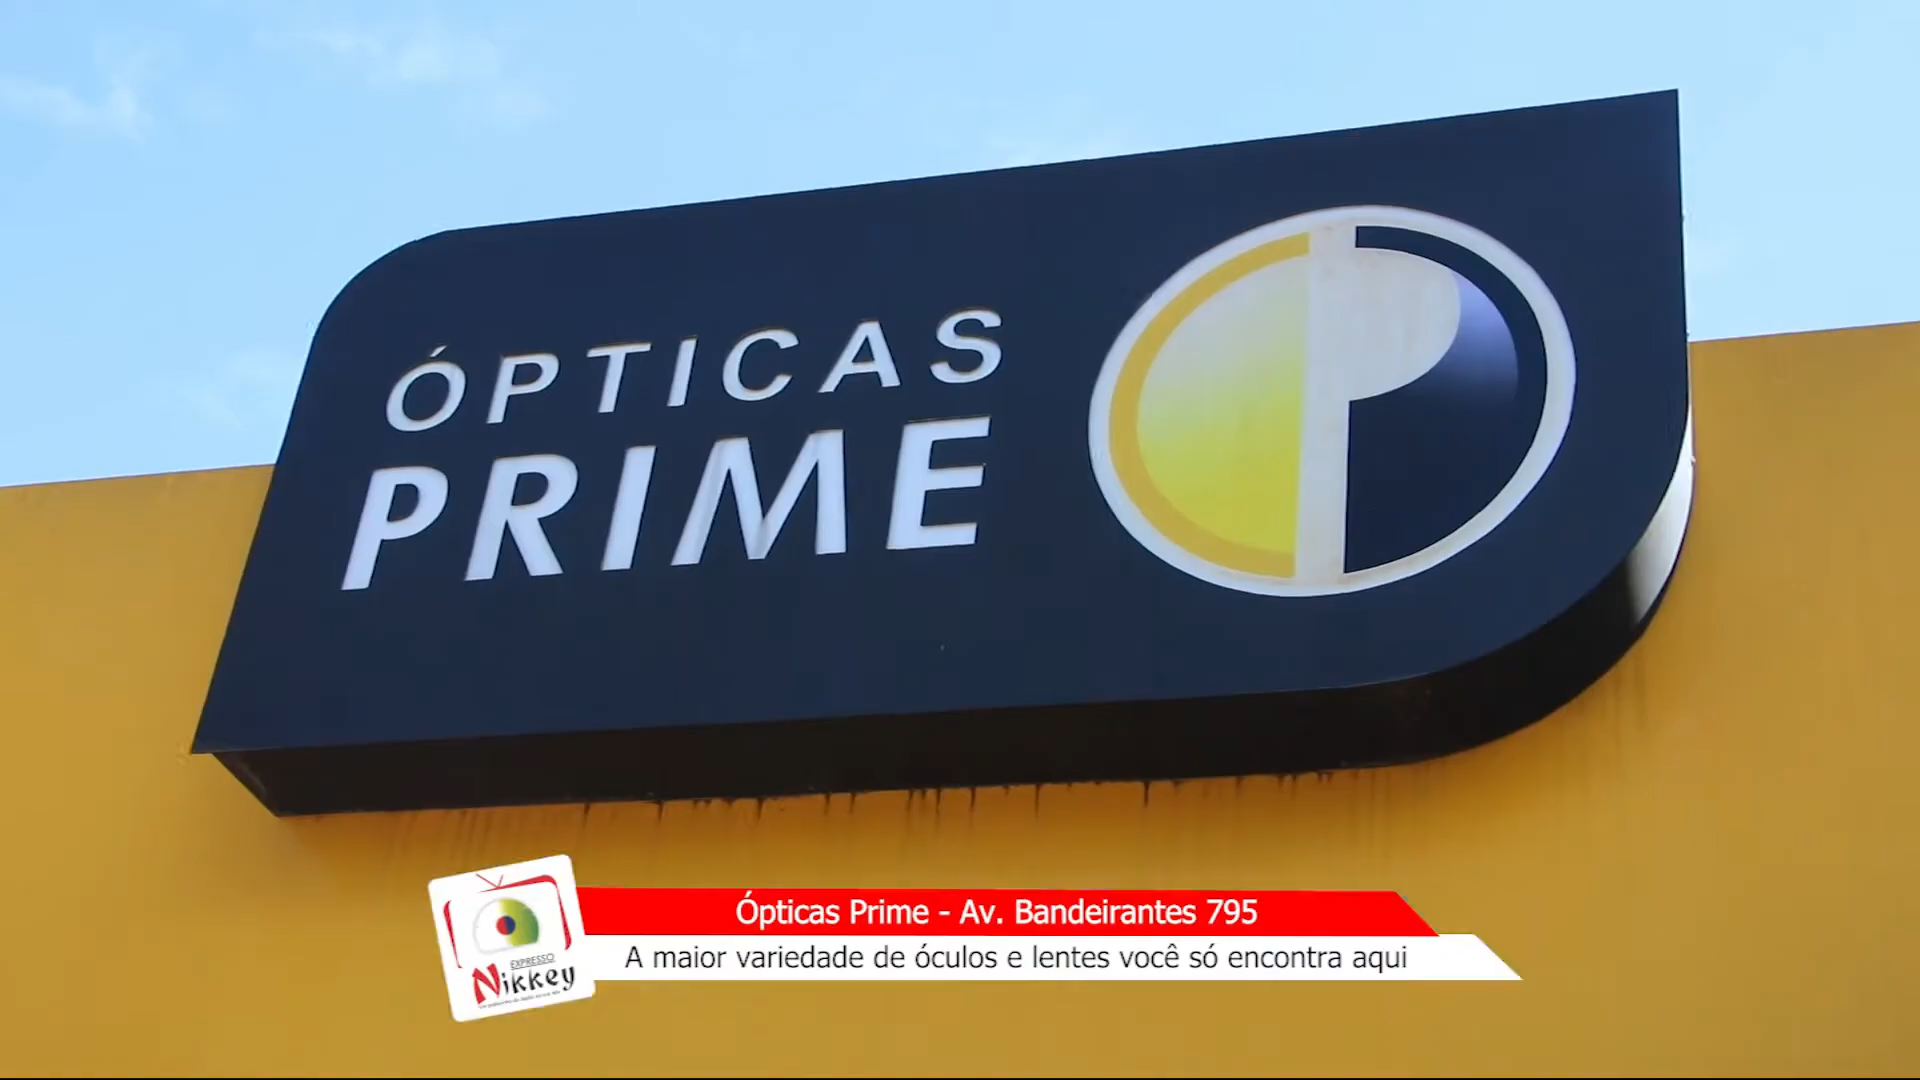 ÓPTICAS
PRIME
Ópticas Prime - Av. Bandeirantes 795
A maior variedade de óculos e lentes você só encontra aqui
EXPRESSO
Nikkey